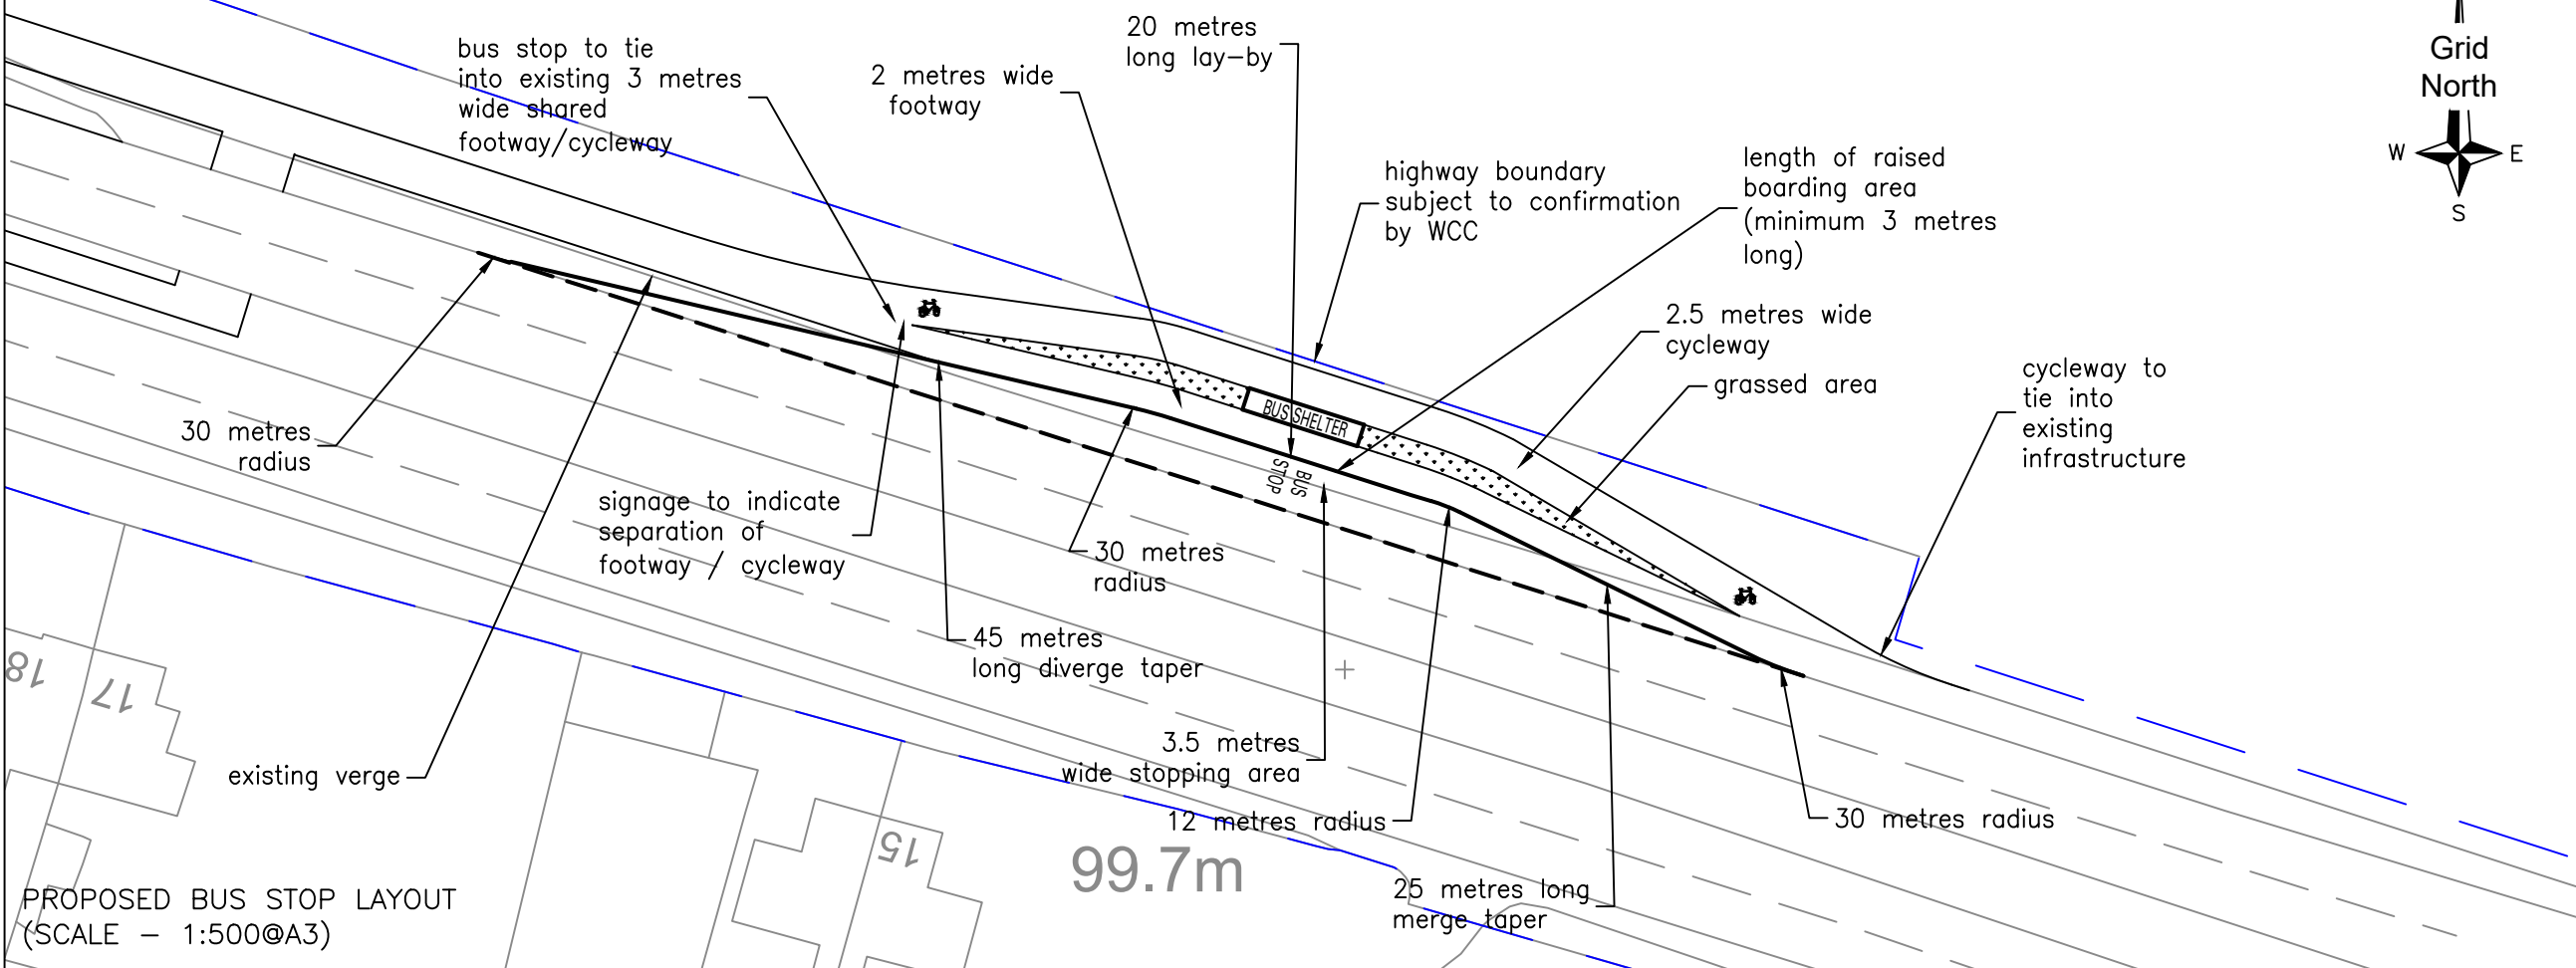 bus stop to tie
into existing 3 metres
wide shared
footway/cycleway
2 metres wide
footway
20 metres
long lay-by
highway boundary
subject to confirmation
by WCC
length of raised
boarding area
(minimum 3 metres
long)
Grid
North
W
E
S
2.5 metres wide
cycleway
grassed area
cycleway to
tie into
existing
infrastructure
30 metres
radius
BUS SHELTER
BUS
STOP
signage to indicate
separation of
footway / cycleway
30 metres
radius
45 metres
long diverge taper
18
17
existing verge
3.5 metres
wide stopping area
12 metres radius
30 metres radius
15
99.7m
25 metres long
merge taper
PROPOSED BUS STOP LAYOUT
(SCALE - 1:500@A3)